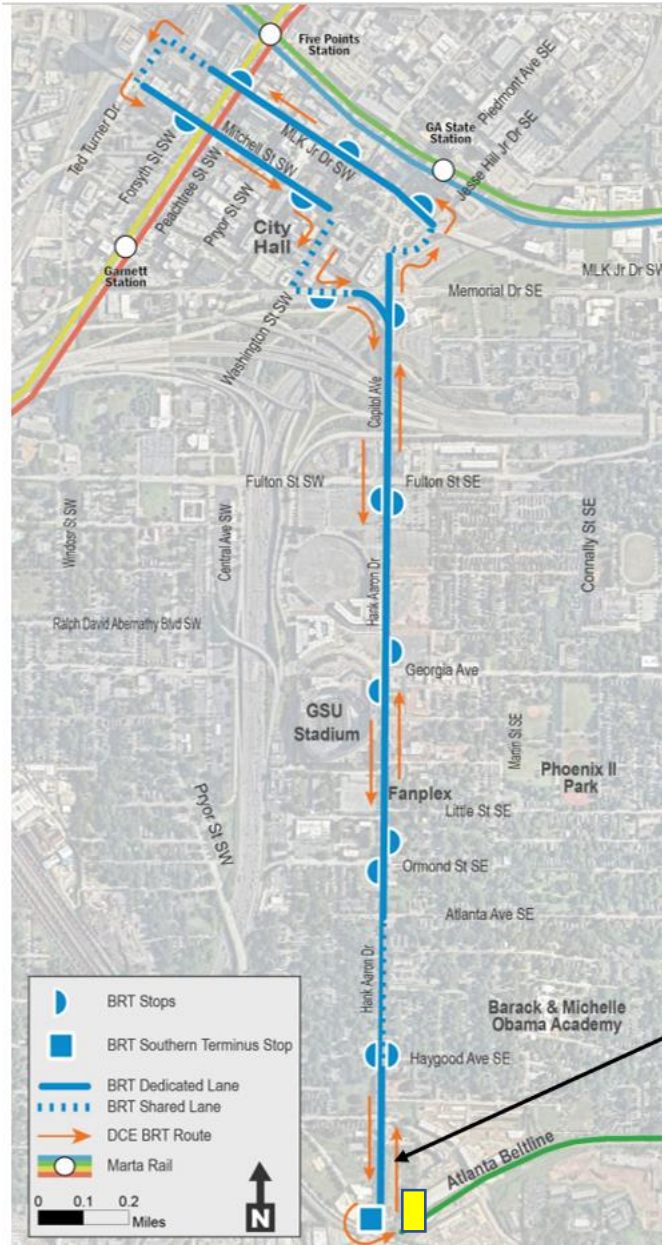 Five Points
Station
Piedmont Ave SE
GA State
Station
Jesse Hill Jr Dr SE
Ted Turner Dr
Forsyth St SW
Peachtree St SW
Mitchell St SW
MLK Jr Dr SW
Pryor St SW
City
Hall
Garnett
Station
MLK Jr Dr SW
Memorial Dr SE
Washington St SW
Capitol AVe
Fulton St SW
Fulton St SE
Windsor St SW
Central Ave SW
Connally St SE
Hank Aaron Dr
Ralph David Abernathy Blvd SW
Georgia Ave
GSU
Stadium
Martin St SE
Phoenix II
Park
Fanplex
Little St SE
Pryor St SW
Ormond St SE
Atlanta Ave SE
Hank Aaron Dr
Barack & Michelle
Obama Academy
Haygood Ave SE
Atlanta Beltline
BRT Stops
BRT Southern Terminus Stop
BRT Dedicated Lane
BRT Shared Lane
DCE BRT Route
Marta Rail
0 0.1 0.2
Miles
N